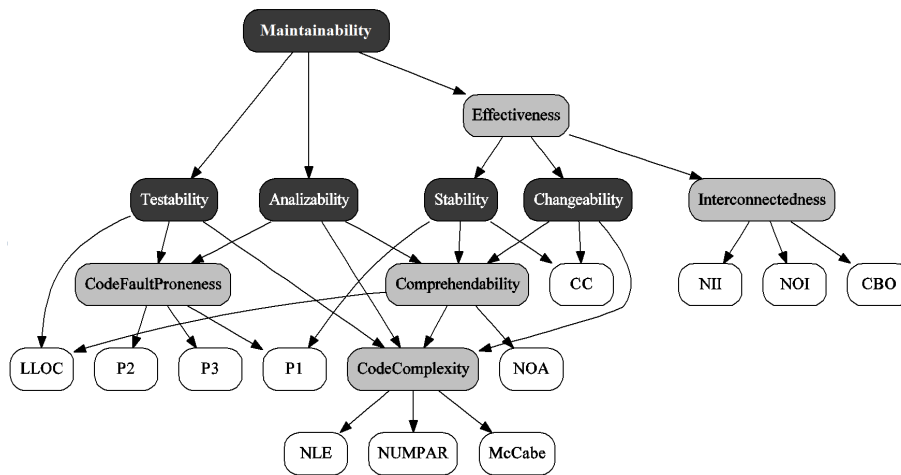 Maintainability
Effectiveness
Testability
Analizability
Stability
Changeability
Interconnectedness
CodeFaultProneness
Comprehendability
CC
NII
NOI
CBO
LLOC
P2
P3
P1
CodeComplexity
NOA
NLE
NUMPAR
McCabe